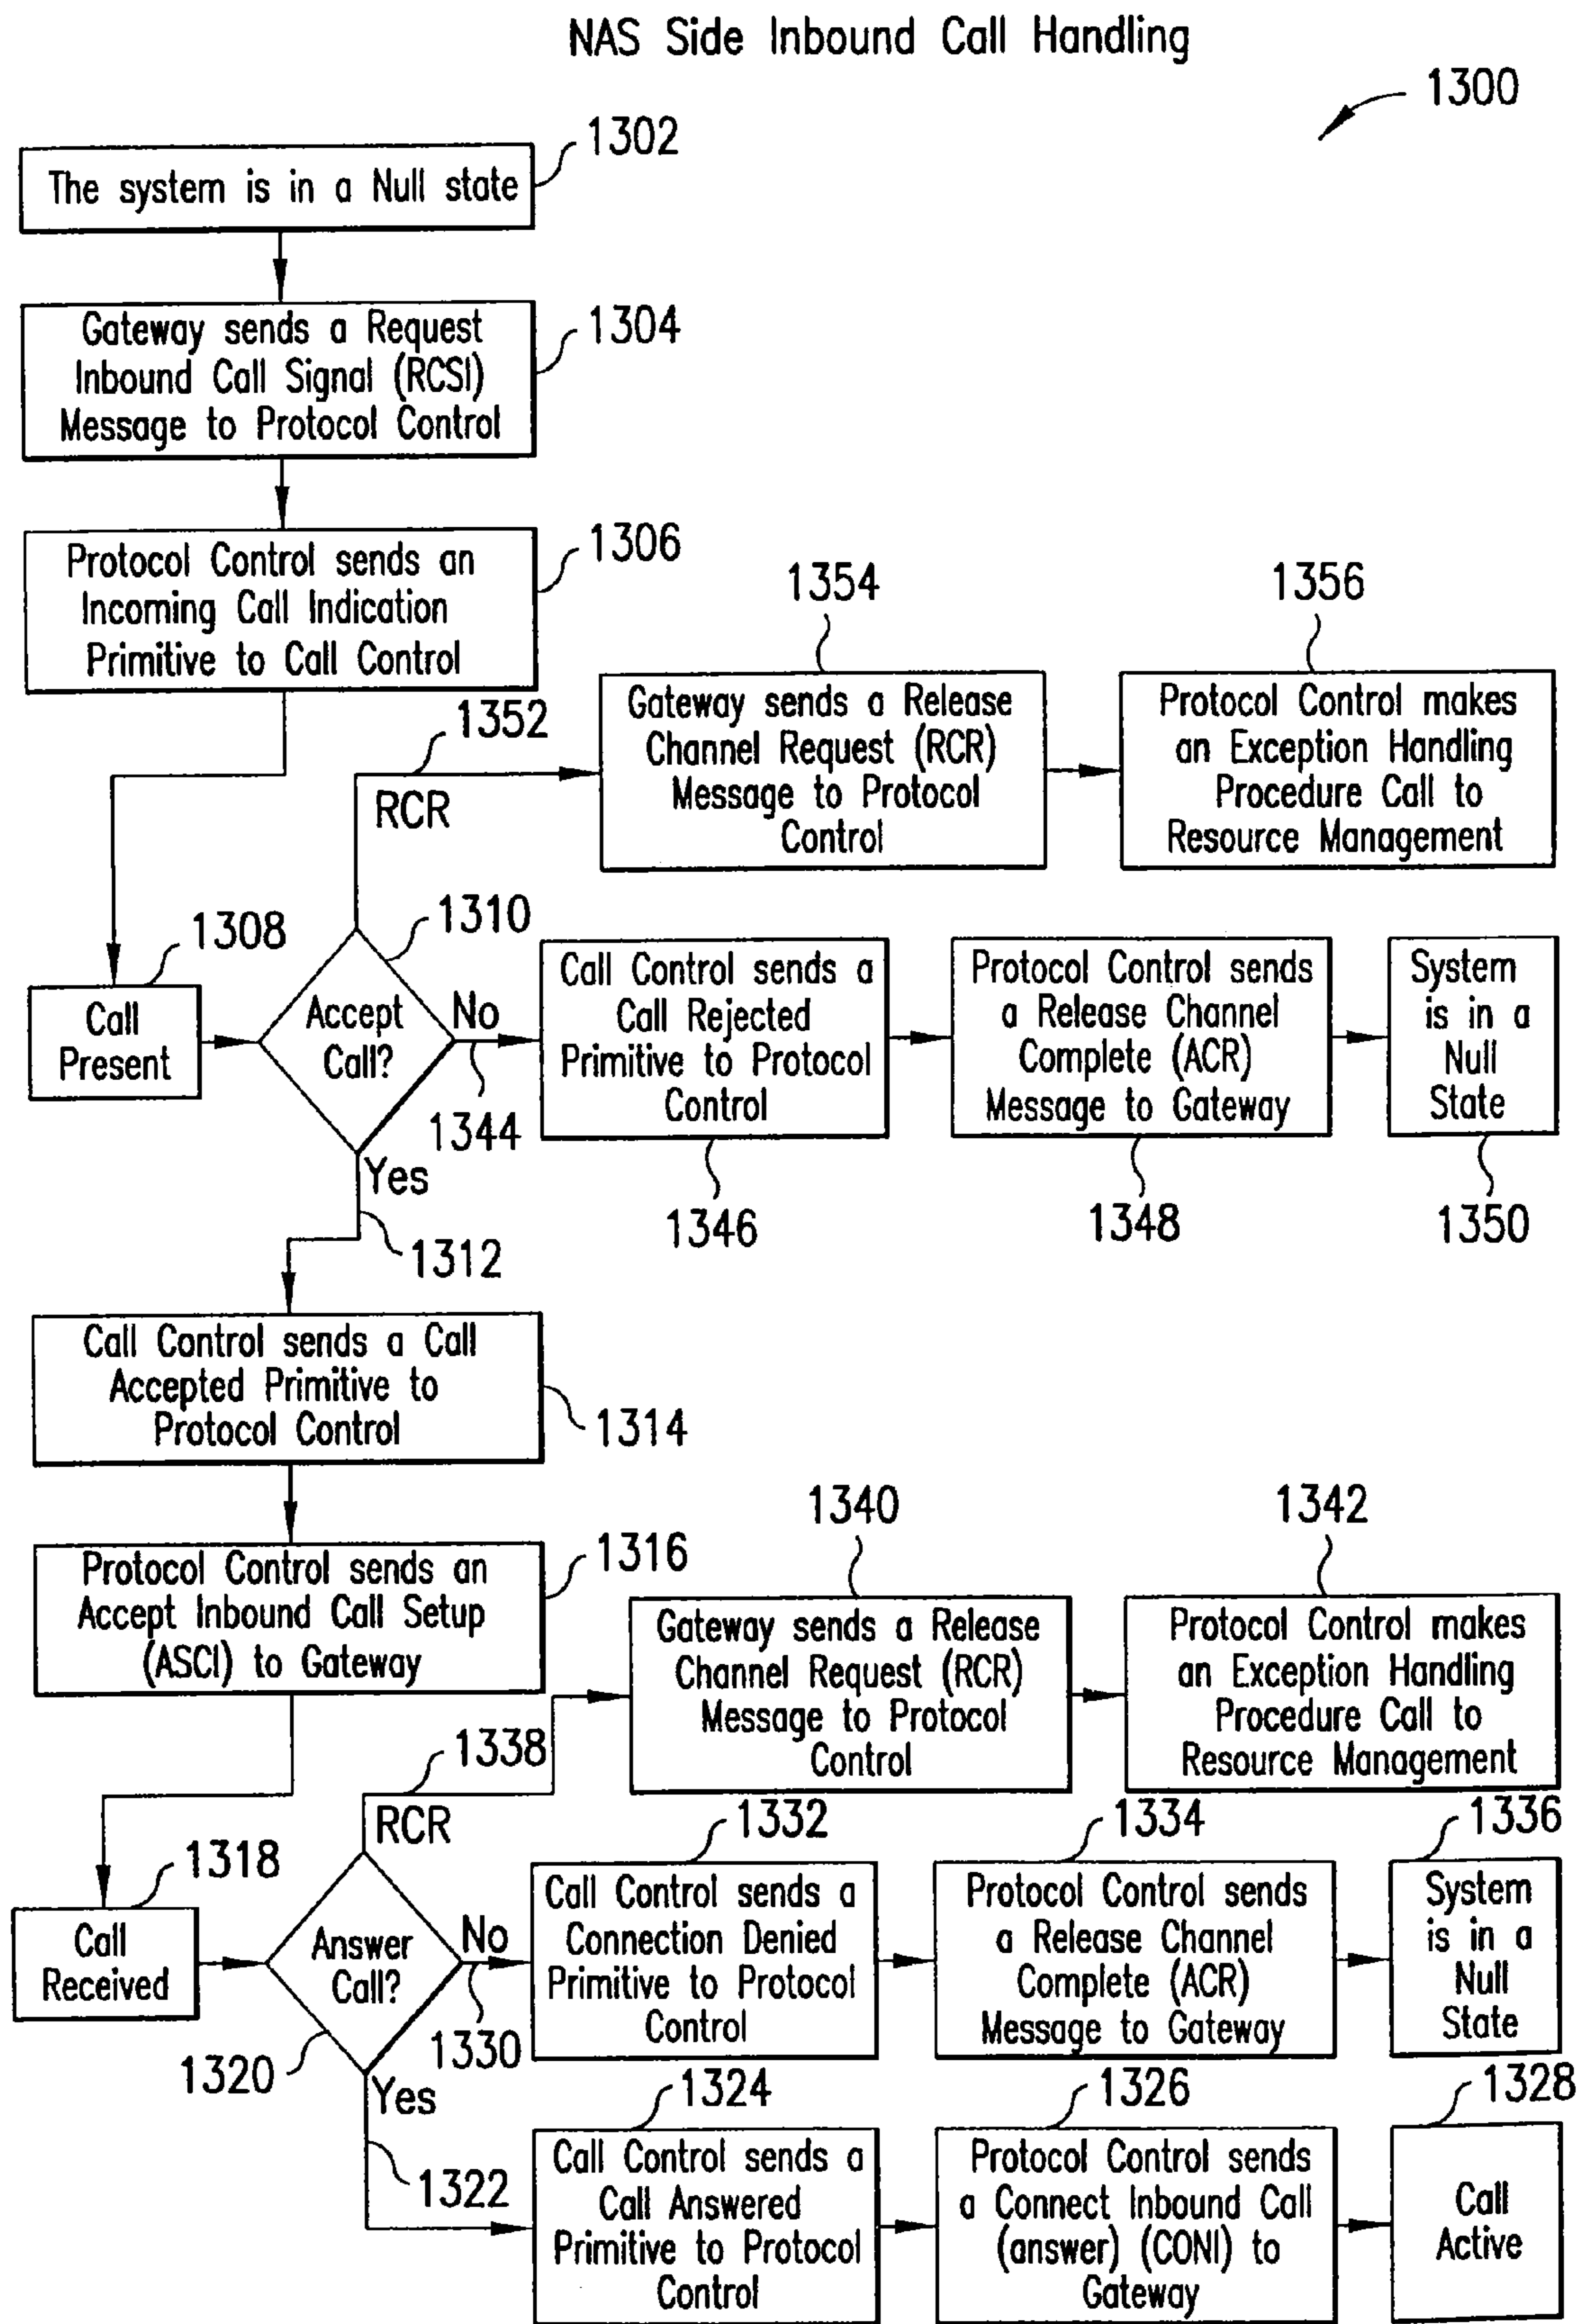 NAS Side Inbound Call Handling
1300
1302
The system is in a Null state
1304
Gateway sends a Request
Inbound Call Signal (RCSI)
Message to Protocol Control
1306
Protocol Control sends an
Incoming Call Indication
Primitive to Call Control
1352
RCR
1354
Gateway sends a Release
Channel Request (RCR)
Message to Protocol
Control
1356
Protocol Control makes
an Exception Handling
Procedure Call to
Resource Management
1308
Call
Present
1310
Accept
Call?
No
1344
Call Control sends a
Call Rejected
Primitive to Protocol
Control
1346
Protocol Control sends
a Release Channel
Complete (ACR)
Message to Gateway
1348
System
is in a
Null
State
1350
Yes
1312
Call Control sends a Call
Accepted Primitive to
Protocol Control
1314
Protocol Control sends an
Accept Inbound Call Setup
(ASCI) to Gateway
1316
1338
RCR
1340
Gateway sends a Release
Channel Request (RCR)
Message to Protocol
Control
1342
Protocol Control makes
an Exception Handling
Procedure Call to
Resource Management
1318
Call
Received
Answer
Call?
1320
No
1330
1332
Call Control sends a
Connection Denied
Primitive to Protocol
Control
1334
Protocol Control sends
a Release Channel
Complete (ACR)
Message to Gateway
1336
System
is in a
Null
State
Yes
1322
1324
Call Control sends a
Call Answered
Primitive to Protocol
Control
1326
Protocol Control sends
a Connect Inbound Call
(answer) (CONI) to
Gateway
1328
Call
Active